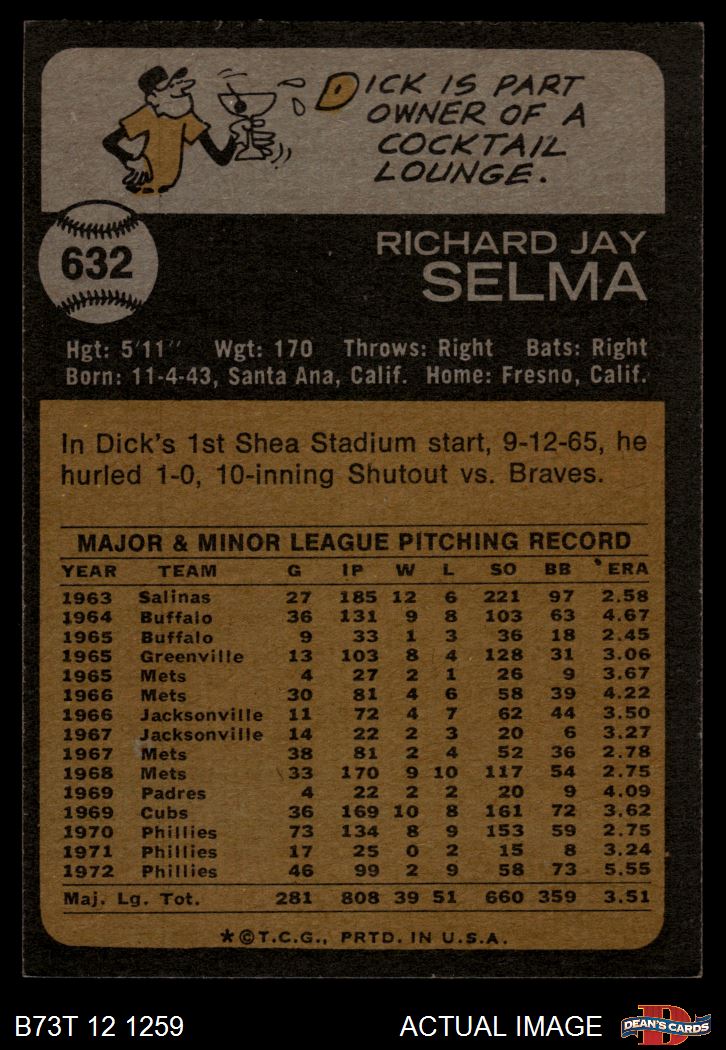 DICK IS PART
OWNER OF A
COCKTAIL
LOUNGE.
632
RICHARD JAY
SELMA
Hgt: 5'11" Wgt: 170 Throws: Right Bats: Right
Born: 11-4-43, Santa Ana, Calif. Home: Fresno, Calif.
In Dick's 1st Shea Stadium start, 9-12-65, he
hurled 1-0, 10-inning Shutout vs. Braves.
MAJOR & MINOR LEAGUE PITCHING RECORD
YEAR TEAM G IP W L SO BB ERA
1963 Salinas 27 185 12 6 221 97 2.58
1964 Buffalo 36 131 9 8 103 63 4.67
1965 Buffalo 9 33 1 3 36 18 2.45
1965 Greenville 13 103 8 4 128 31 3.06
1965 Mets 4 27 2 1 26 9 3.67
1966 Mets 30 81 4 6 58 39 4.22
1966 Jacksonville 11 72 4 7 62 44 3.50
1967 Jacksonville 14 22 2 3 20 6 3.27
1967 Mets 38 81 2 4 52 36 2.78
1968 Mets 33 170 9 10 117 54 2.75
1969 Padres 4 22 2 2 20 9 4.09
1969 Cubs 36 169 10 8 161 72 3.62
1970 Phillies 73 134 8 9 153 59 2.75
1971 Phillies 17 25 0 2 15 8 3.24
1972 Phillies 46 99 2 9 58 73 5.55
Maj. Lg. Tot. 281 808 39 51 660 359 3.51
*©T.C.G., PRTD. IN U.S.A.
B73T 12 1259 ACTUAL IMAGE DEAN'S CARDS